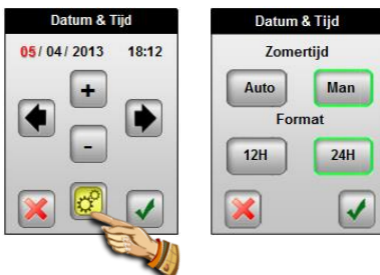 Datum & Tijd
05/ 04/ 2013 18:12
+
-
Datum & Tijd
Zomertijd
Auto Man
Format
12H 24H